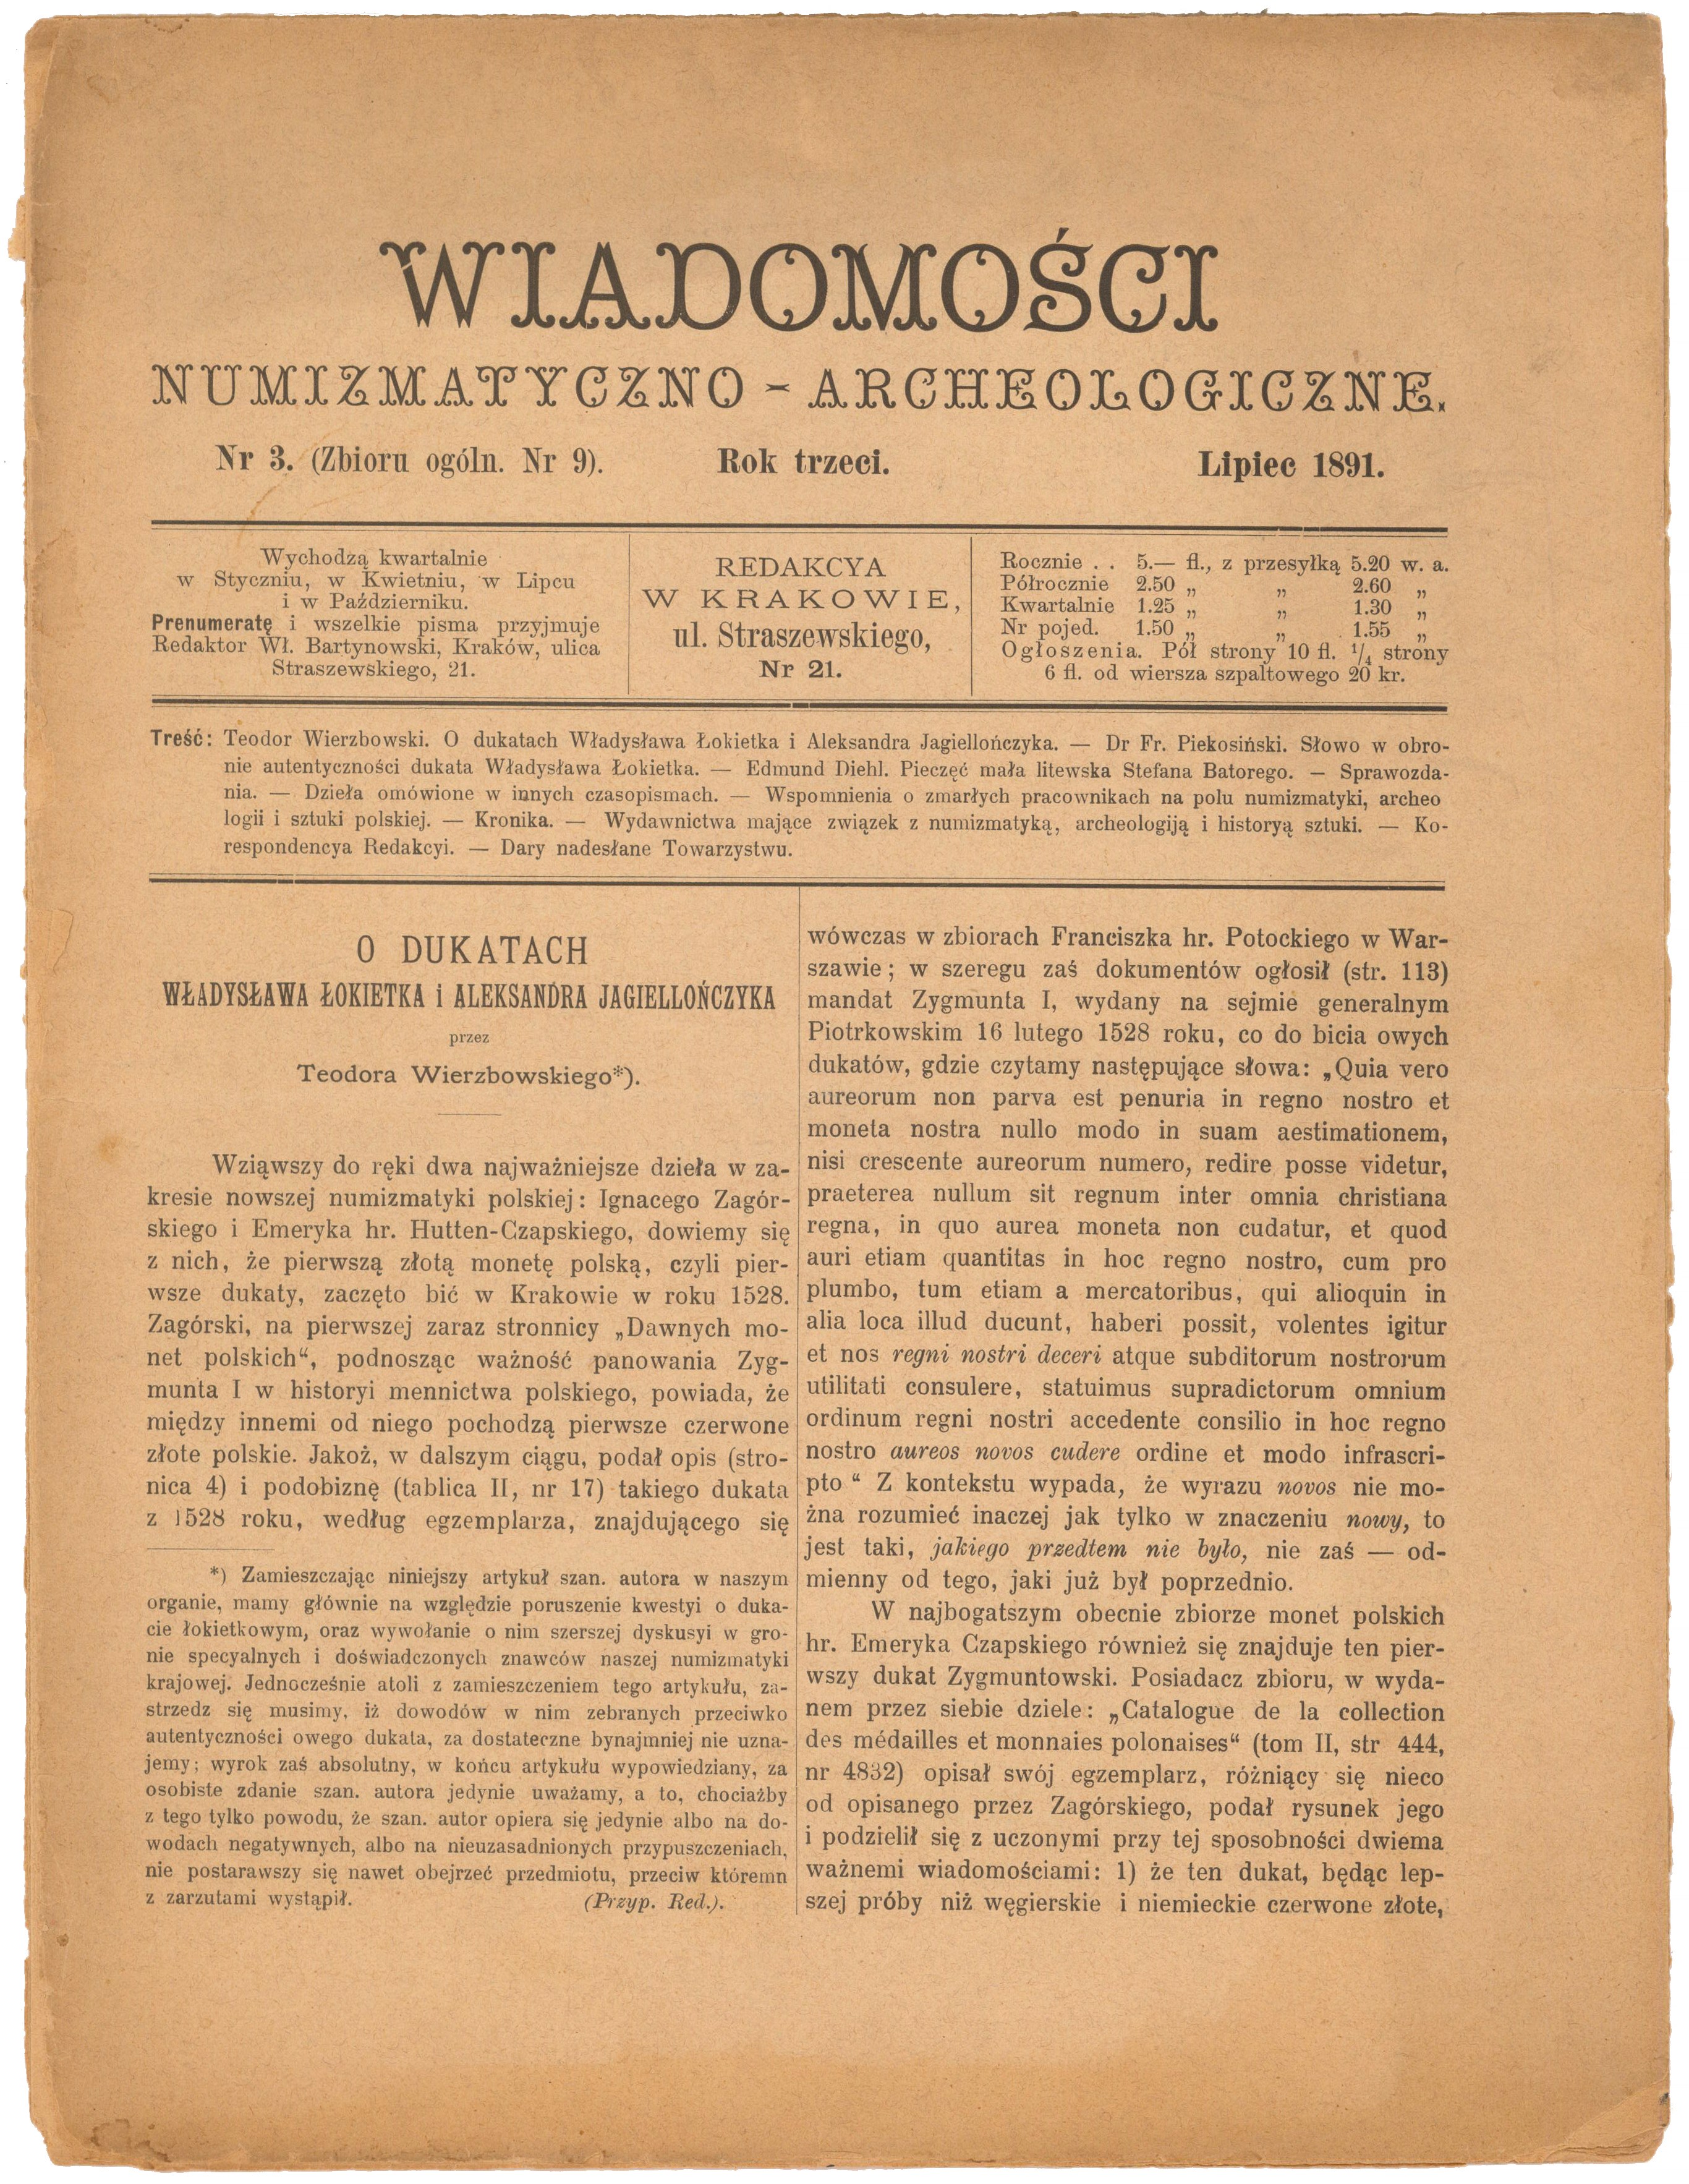 WIADOMOŚCI
NUMIZMATYCZNO - ARCHEOLOGICZNE.
Nr 3. (Zbioru ogóln. Nr 9). Rok trzeci. Lipiec 1891.
Wychodzą kwartalnie
w Styczniu, w Kwietniu, w Lipcu
i w Październiku.
Prenumeratę i wszelkie pisma przyjmuje
Redaktor Wł. Bartynowski, Kraków, ulica
Straszewskiego, 21.
REDAKCYA
W KRAKOWIE,
ul. Straszewskiego,
Nr 21.
Rocznie . . 5.— fl., z przesyłką 5.20 w. a.
Półrocznie 2.50 „ „ 2.60 „
Kwartalnie 1.25 „ „ 1.30 „
Nr pojed. 1.50 „ „ 1.55 „
Ogłoszenia. Pół strony 10 fl. 1/4 strony
6 fl. od wiersza szpaltowego 20 kr.
Treść: Teodor Wierzbowski. O dukatach Władysława Łokietka i Aleksandra Jagiellończyka. — Dr Fr. Piekosiński. Słowo w obro-
nie autentyczności dukata Władysława Łokietka. — Edmund Diehl. Pieczęć mała litewska Stefana Batorego. — Sprawozda-
nia. — Dzieła omówione w innych czasopismach. — Wspomnienia o zmarłych pracownikach na polu numizmatyki, archeo
logii i sztuki polskiej. — Kronika. — Wydawnictwa mające związek z numizmatyką, archeologiją i historyą sztuki. — Ko-
respondencya Redakcyi. — Dary nadesłane Towarzystwu.
O DUKATACH
WŁADYSŁAWA ŁOKIETKA i ALEKSANDRA JAGIELLOŃCZYKA
przez
Teodora Wierzbowskiego*).
Wziąwszy do ręki dwa najważniejsze dzieła w za-
kresie nowszej numizmatyki polskiej: Ignacego Zagór-
skiego i Emeryka hr. Hutten-Czapskiego, dowiemy się
z nich, że pierwszą złotą monetę polską, czyli pier-
wsze dukaty, zaczęto bić w Krakowie w roku 1528.
Zagórski, na pierwszej zaraz stronnicy „Dawnych mo-
net polskich“, podnosząc ważność panowania Zyg-
munta I w historyi mennictwa polskiego, powiada, że
między innemi od niego pochodzą pierwsze czerwone
złote polskie. Jakoż, w dalszym ciągu, podał opis (stro-
nica 4) i podobiznę (tablica II, nr 17) takiego dukata
z 1528 roku, według egzemplarza, znajdującego się
*) Zamieszczając niniejszy artykuł szan. autora w naszym
organie, mamy głównie na względzie poruszenie kwestyi o duka-
cie łokietkowym, oraz wywołanie o nim szerszej dyskusyi w gro-
nie specyalnych i doświadczonych znawców naszej numizmatyki
krajowej. Jednocześnie atoli z zamieszczeniem tego artykułu, za-
strzedz się musimy, iż dowodów w nim zebranych przeciwko
autentyczności owego dukata, za dostateczne bynajmniej nie uzna-
jemy; wyrok zaś absolutny, w końcu artykułu wypowiedziany, za
osobiste zdanie szan. autora jedynie uważamy, a to, chociażby
z tego tylko powodu, że szan. autor opiera się jedynie albo na do-
wodach negatywnych, albo na nieuzasadnionych przypuszczeniach,
nie postarawszy się nawet obejrzeć przedmiotu, przeciw któremn
z zarzutami wystąpił. (Przyp. Red.).
wówczas w zbiorach Franciszka hr. Potockiego w War-
szawie; w szeregu zaś dokumentów ogłosił (str. 113)
mandat Zygmunta I, wydany na sejmie generalnym
Piotrkowskim 16 lutego 1528 roku, co do bicia owych
dukatów, gdzie czytamy następujące słowa: „Quia vero
aureorum non parva est penuria in regno nostro et
moneta nostra nullo modo in suam aestimationem,
nisi crescente aureorum numero, redire posse videtur,
praeterea nullum sit regnum inter omnia christiana
regna, in quo aurea moneta non cudatur, et quod
auri etiam quantitas in hoc regno nostro, cum pro
plumbo, tum etiam a mercatoribus, qui alioquin in
alia loca illud ducunt, haberi possit, volentes igitur
et nos regni nostri deceri atque subditorum nostrorum
utilitati consulere, statuimus supradictorum omnium
ordinum regni nostri accedente consilio in hoc regno
nostro aureos novos cudere ordine et modo infrascri-
pto “ Z kontekstu wypada, że wyrazu novos nie mo-
żna rozumieć inaczej jak tylko w znaczeniu nowy, to
jest taki, jakiego przedtem nie było, nie zaś — od-
mienny od tego, jaki już był poprzednio.
W najbogatszym obecnie zbiorze monet polskich
hr. Emeryka Czapskiego również się znajduje ten pier-
wszy dukat Zygmuntowski. Posiadacz zbioru, w wyda-
nem przez siebie dziele: „Catalogue de la collection
des médailles et monnaies polonaises“ (tom II, str 444,
nr 4832) opisał swój egzemplarz, różniący się nieco
od opisanego przez Zagórskiego, podał rysunek jego
i podzielił się z uczonymi przy tej sposobności dwiema
ważnemi wiadomościami: 1) że ten dukat, będąc lep-
szej próby niż węgierskie i niemieckie czerwone złote,